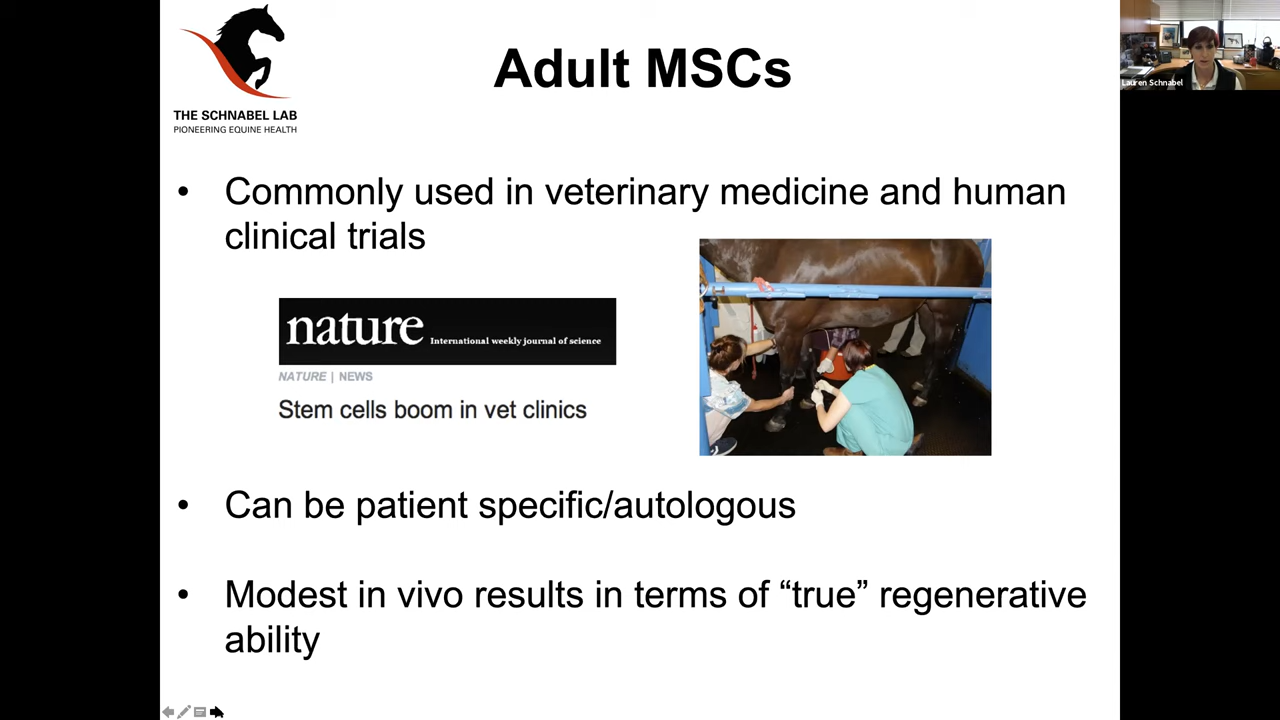 THE SCHNABEL LAB
PIONEERING EQUINE HEALTH
Adult MSCs
Lauren Schnabel
• Commonly used in veterinary medicine and human
clinical trials
nature International weekly journal of science
NATURE | NEWS
Stem cells boom in vet clinics
• Can be patient specific/autologous
• Modest in vivo results in terms of “true” regenerative
ability